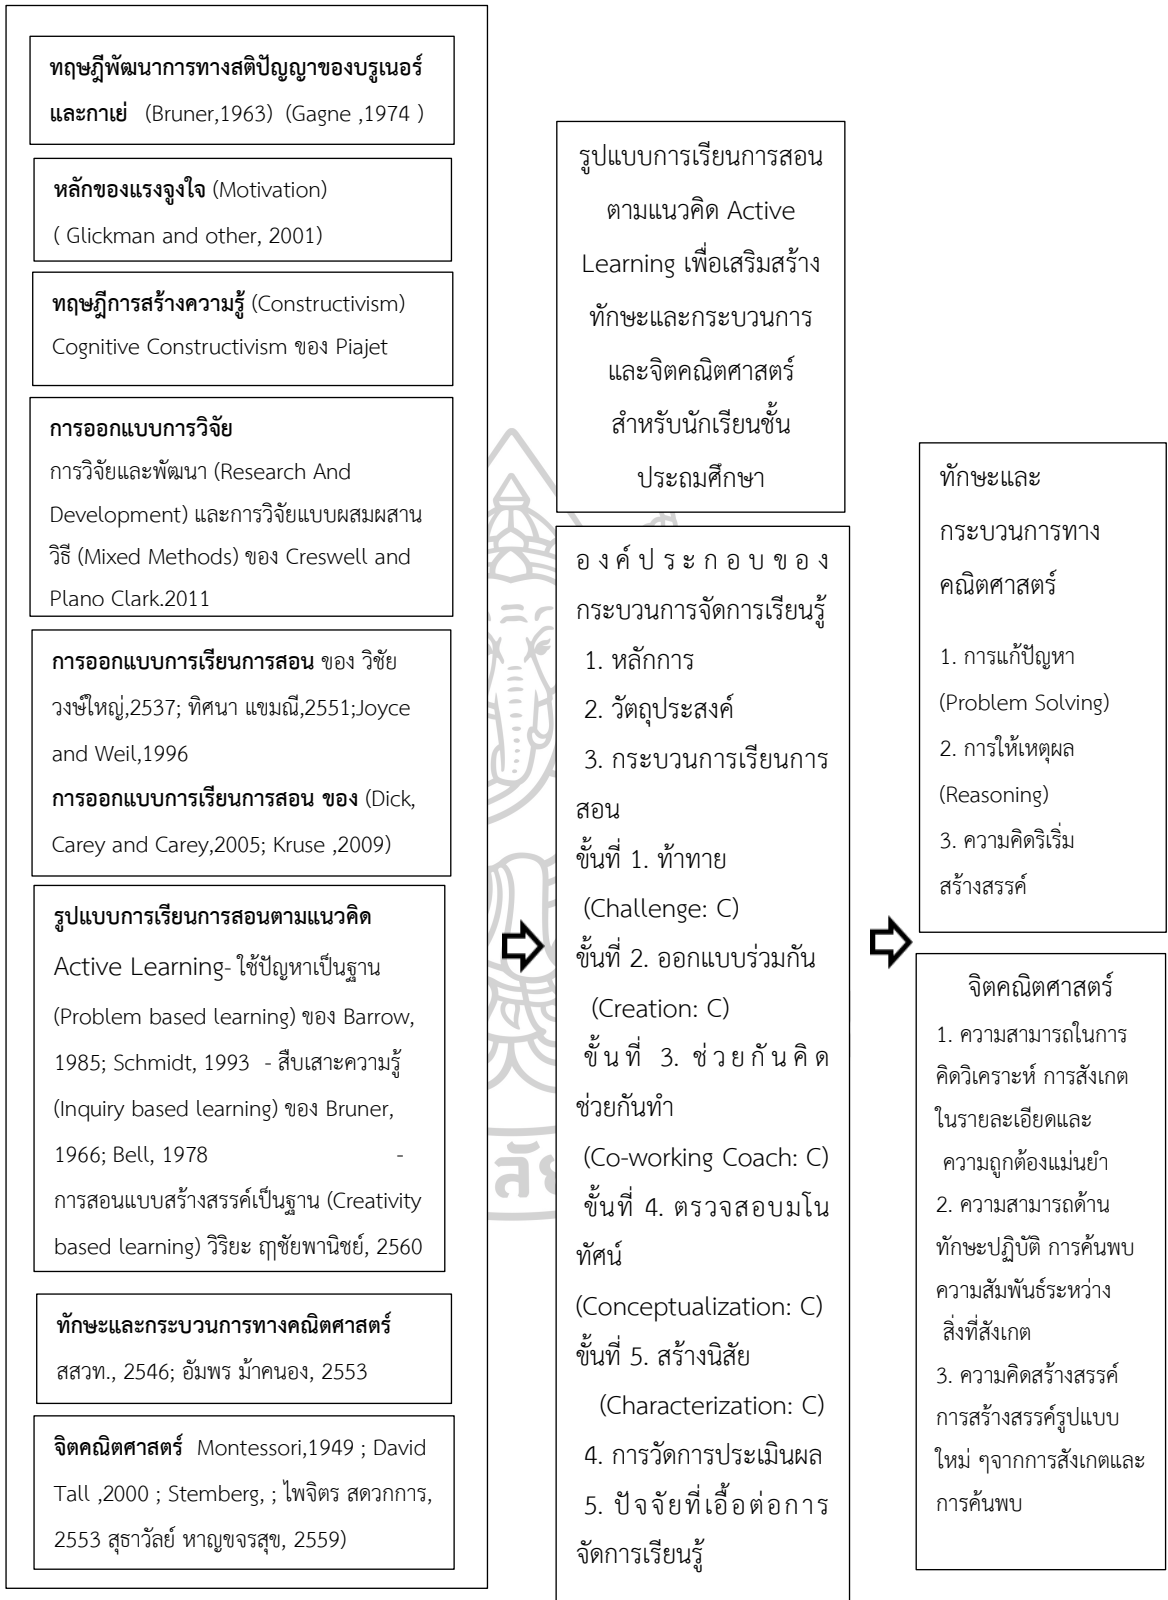 ทฤษฎีพัฒนาการทางสติปัญญาของบรูเนอร์
และกาเย่ (Bruner,1963) (Gagne ,1974 )
หลักของแรงจูงใจ (Motivation)
( Glickman and other, 2001)
ทฤษฎีการสร้างความรู้ (Constructivism)
Cognitive Constructivism ของ Piajet
การออกแบบการวิจัย
การวิจัยและพัฒนา (Research And
Development) และการวิจัยแบบผสมผสาน
วิธี (Mixed Methods) ของ Creswell and
Plano Clark.2011
การออกแบบการเรียนการสอน ของ วิชัย
วงษ์ใหญ่,2537; ทิศนา แขมณี,2551;Joyce
and Weil,1996
การออกแบบการเรียนการสอน ของ (Dick,
Carey and Carey,2005; Kruse ,2009)
รูปแบบการเรียนการสอนตามแนวคิด
Active Learning- ใช้ปัญหาเป็นฐาน
(Problem based learning) ของ Barrow,
1985; Schmidt, 1993 - สืบเสาะความรู้
(Inquiry based learning) ของ Bruner,
1966; Bell, 1978 -
การสอนแบบสร้างสรรค์เป็นฐาน (Creativity
based learning) วิริยะ ฤาชัยพานิชย์, 2560
ทักษะและกระบวนการทางคณิตศาสตร์
สสวท., 2546; อัมพร ม้าคนอง, 2553
จิตคณิตศาสตร์ Montessori,1949 ; David
Tall ,2000 ; Stemberg, ; ไพจิตร สดวกการ,
2553 สุธาวัลย์ หาญขจรสุข, 2559)
รูปแบบการเรียนการสอน
ตามแนวคิด Active
Learning เพื่อเสริมสร้าง
ทักษะและกระบวนการ
และจิตคณิตศาสตร์
สำหรับนักเรียนชั้น
ประถมศึกษา
องค์ประกอบของ
กระบวนการจัดการเรียนรู้
1. หลักการ
2. วัตถุประสงค์
3. กระบวนการเรียนการ
สอน
ขั้นที่ 1. ท้าทาย
(Challenge: C)
ขั้นที่ 2. ออกแบบร่วมกัน
(Creation: C)
ขั้นที่ 3. ช่วยกันคิด
ช่วยกันทำ
(Co-working Coach: C)
ขั้นที่ 4. ตรวจสอบมโน
ทัศน์
(Conceptualization: C)
ขั้นที่ 5. สร้างนิสัย
(Characterization: C)
4. การวัดการประเมินผล
5. ปัจจัยที่เอื้อต่อการ
จัดการเรียนรู้
ทักษะและ
กระบวนการทาง
คณิตศาสตร์
1. การแก้ปัญหา
(Problem Solving)
2. การให้เหตุผล
(Reasoning)
3. ความคิดริเริ่ม
สร้างสรรค์
จิตคณิตศาสตร์
1. ความสามารถในการ
คิดวิเคราะห์ การสังเกต
ในรายละเอียดและ
ความถูกต้องแม่นยำ
2. ความสามารถด้าน
ทักษะปฏิบัติ การค้นพบ
ความสัมพันธ์ระหว่าง
สิ่งที่สังเกต
3. ความคิดสร้างสรรค์
การสร้างสรรค์รูปแบบ
ใหม่ ๆจากการสังเกตและ
การค้นพบ